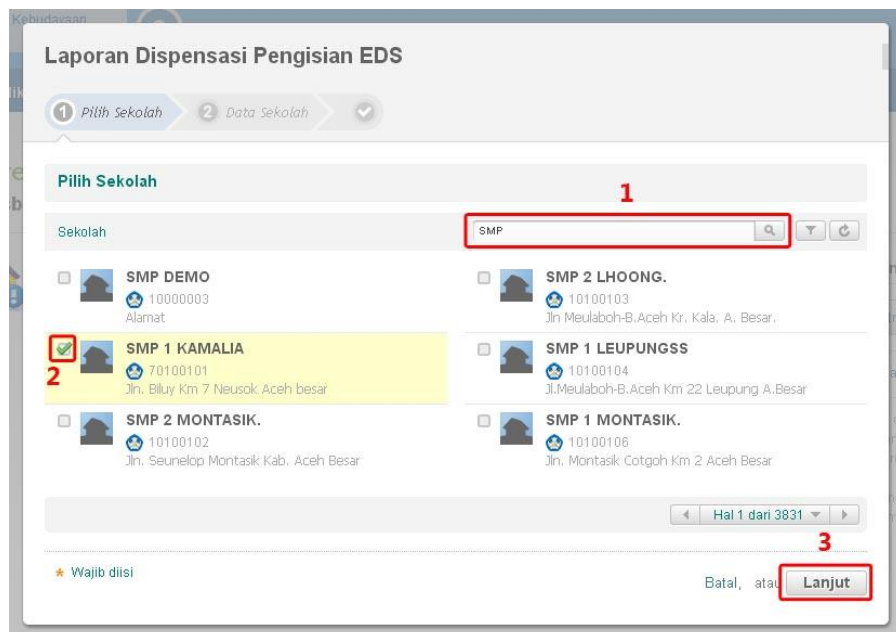 Kebudayaan
Laporan Dispensasi Pengisian EDS
1 Pilih Sekolah 2 Data Sekolah
Pilih Sekolah
1
Sekolah SMP
SMP DEMO
10000003
Alamat
SMP 2 LHOONG.
10100103
Jln Meulaboh-B.Aceh Kr. Kala. A. Besar.
SMP 1 KAMALIA
70100101
Jln. Biluy Km 7 Neusok Aceh besar
2
SMP 1 LEUPUNGSS
10100104
Jl.Meulaboh-B.Aceh Km 22 Leupung A.Besar
SMP 2 MONTASIK.
10100102
Jln. Seunelop Montasik Kab. Aceh Besar
SMP 1 MONTASIK.
10100106
Jln. Montasik Cotgoh Km 2 Aceh Besar
Hal 1 dari 3831
3
* Wajib diisi
Batal, atau Lanjut